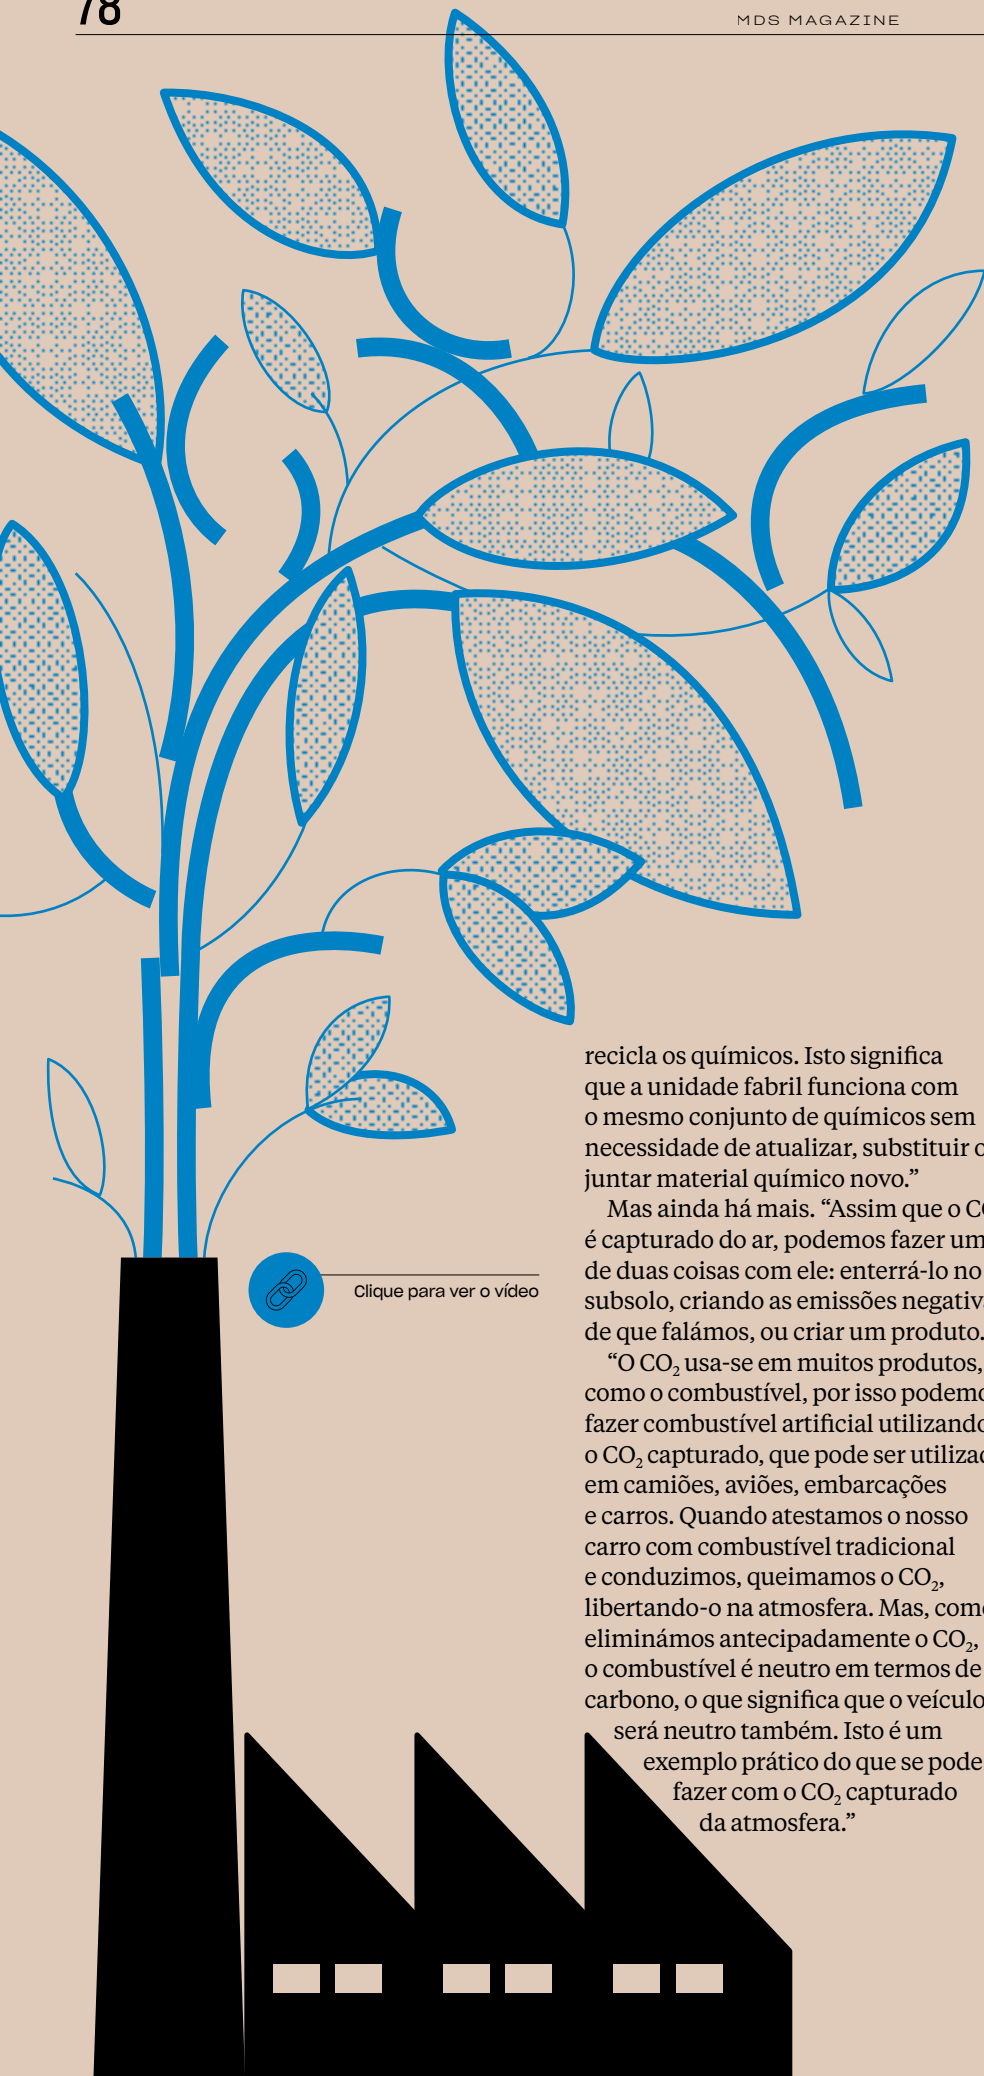 78
MDS MAGAZINE
Clique para ver o vídeo
recicla os químicos. Isto significa
que a unidade fabril funciona com
o mesmo conjunto de químicos sem
necessidade de atualizar, substituir
juntar material químico novo.”
Mas ainda há mais. “Assim que o
é capturado do ar, podemos fazer
de duas coisas com ele: enterrá-lo no
subsolo, criando as emissões
de que falámos, ou criar um produto.
“O CO₂ usa-se em muitos produtos,
como o combustível, por isso
fazer combustível artificial
o CO₂ capturado, que pode ser
em camiões, aviões, embarcações
e carros. Quando atestamos o nosso
carro com combustível tradicional
e conduzimos, queimamos o CO₂,
libertando-o na atmosfera. Mas,
eliminámos antecipadamente o CO₂,
o combustível é neutro em termos de
carbono, o que significa que o veículo
será neutro também. Isto é um
exemplo prático do que se pode
fazer com o CO₂ capturado
da atmosfera.”